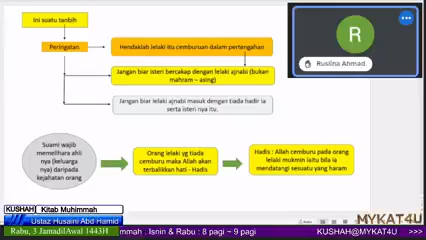 Ini suatu tanbih
Peringatan
Hendaklah lelaki itu cemburuan dalam pertengahan
Jangan biar isteri bercakap dengan lelaki ajnabi (bukan
mahram – asing)
Jangan biar lelaki ajnabi masuk dengan tiada hadir ia
serta isteri nya itu.
R
Rusilna Ahmad
Suami wajib
memelihara ahli
nya (keluarga
nya) daripada
kejahatan orang
Orang lelaki yg tiada
cemburu maka Allah akan
terbalikkan hati - Hadis
Hadis : Allah cemburu pada orang
lelaki mukmin iaitu bila ia
mendatangi sesuatu yang haram
KUSHAH Kitab Muhimmah
Ustaz Husaini Abd Hamid
MYKAT4U
Rabu, 3 JamadilAwal 1443H
mmah : Isnin & Rabu : 8 pagi ~ 9 pagi
KUSHAH@MYKAT4U >>>